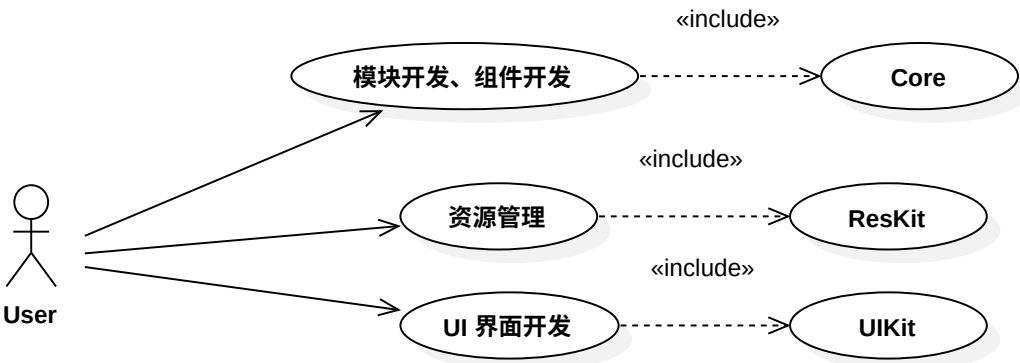 «include»
模块开发、组件开发
Core
«include»
资源管理
ResKit
«include»
UI 界面开发
UIKit
User